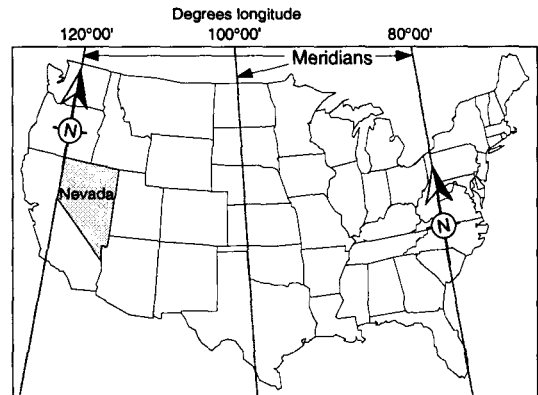 Degrees longitude
120°00' 100°00' 80°00'
Meridians
N
Nevada
N